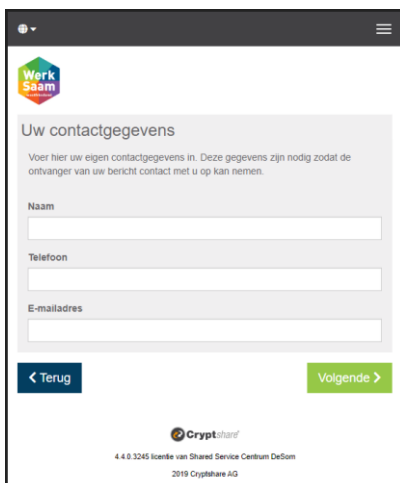 Werk
Saam
Uw contactgegevens
Voer hier uw eigen contactgegevens in. Deze gegevens zijn nodig zodat de
ontvanger van uw bericht contact met u op kan nemen.
Naam
Telefoon
E-mailadres
Terug
Volgende
Cryptshare
4.4.0.3245 licentie van Shared Service Centrum DeSom
2019 Cryptshare AG